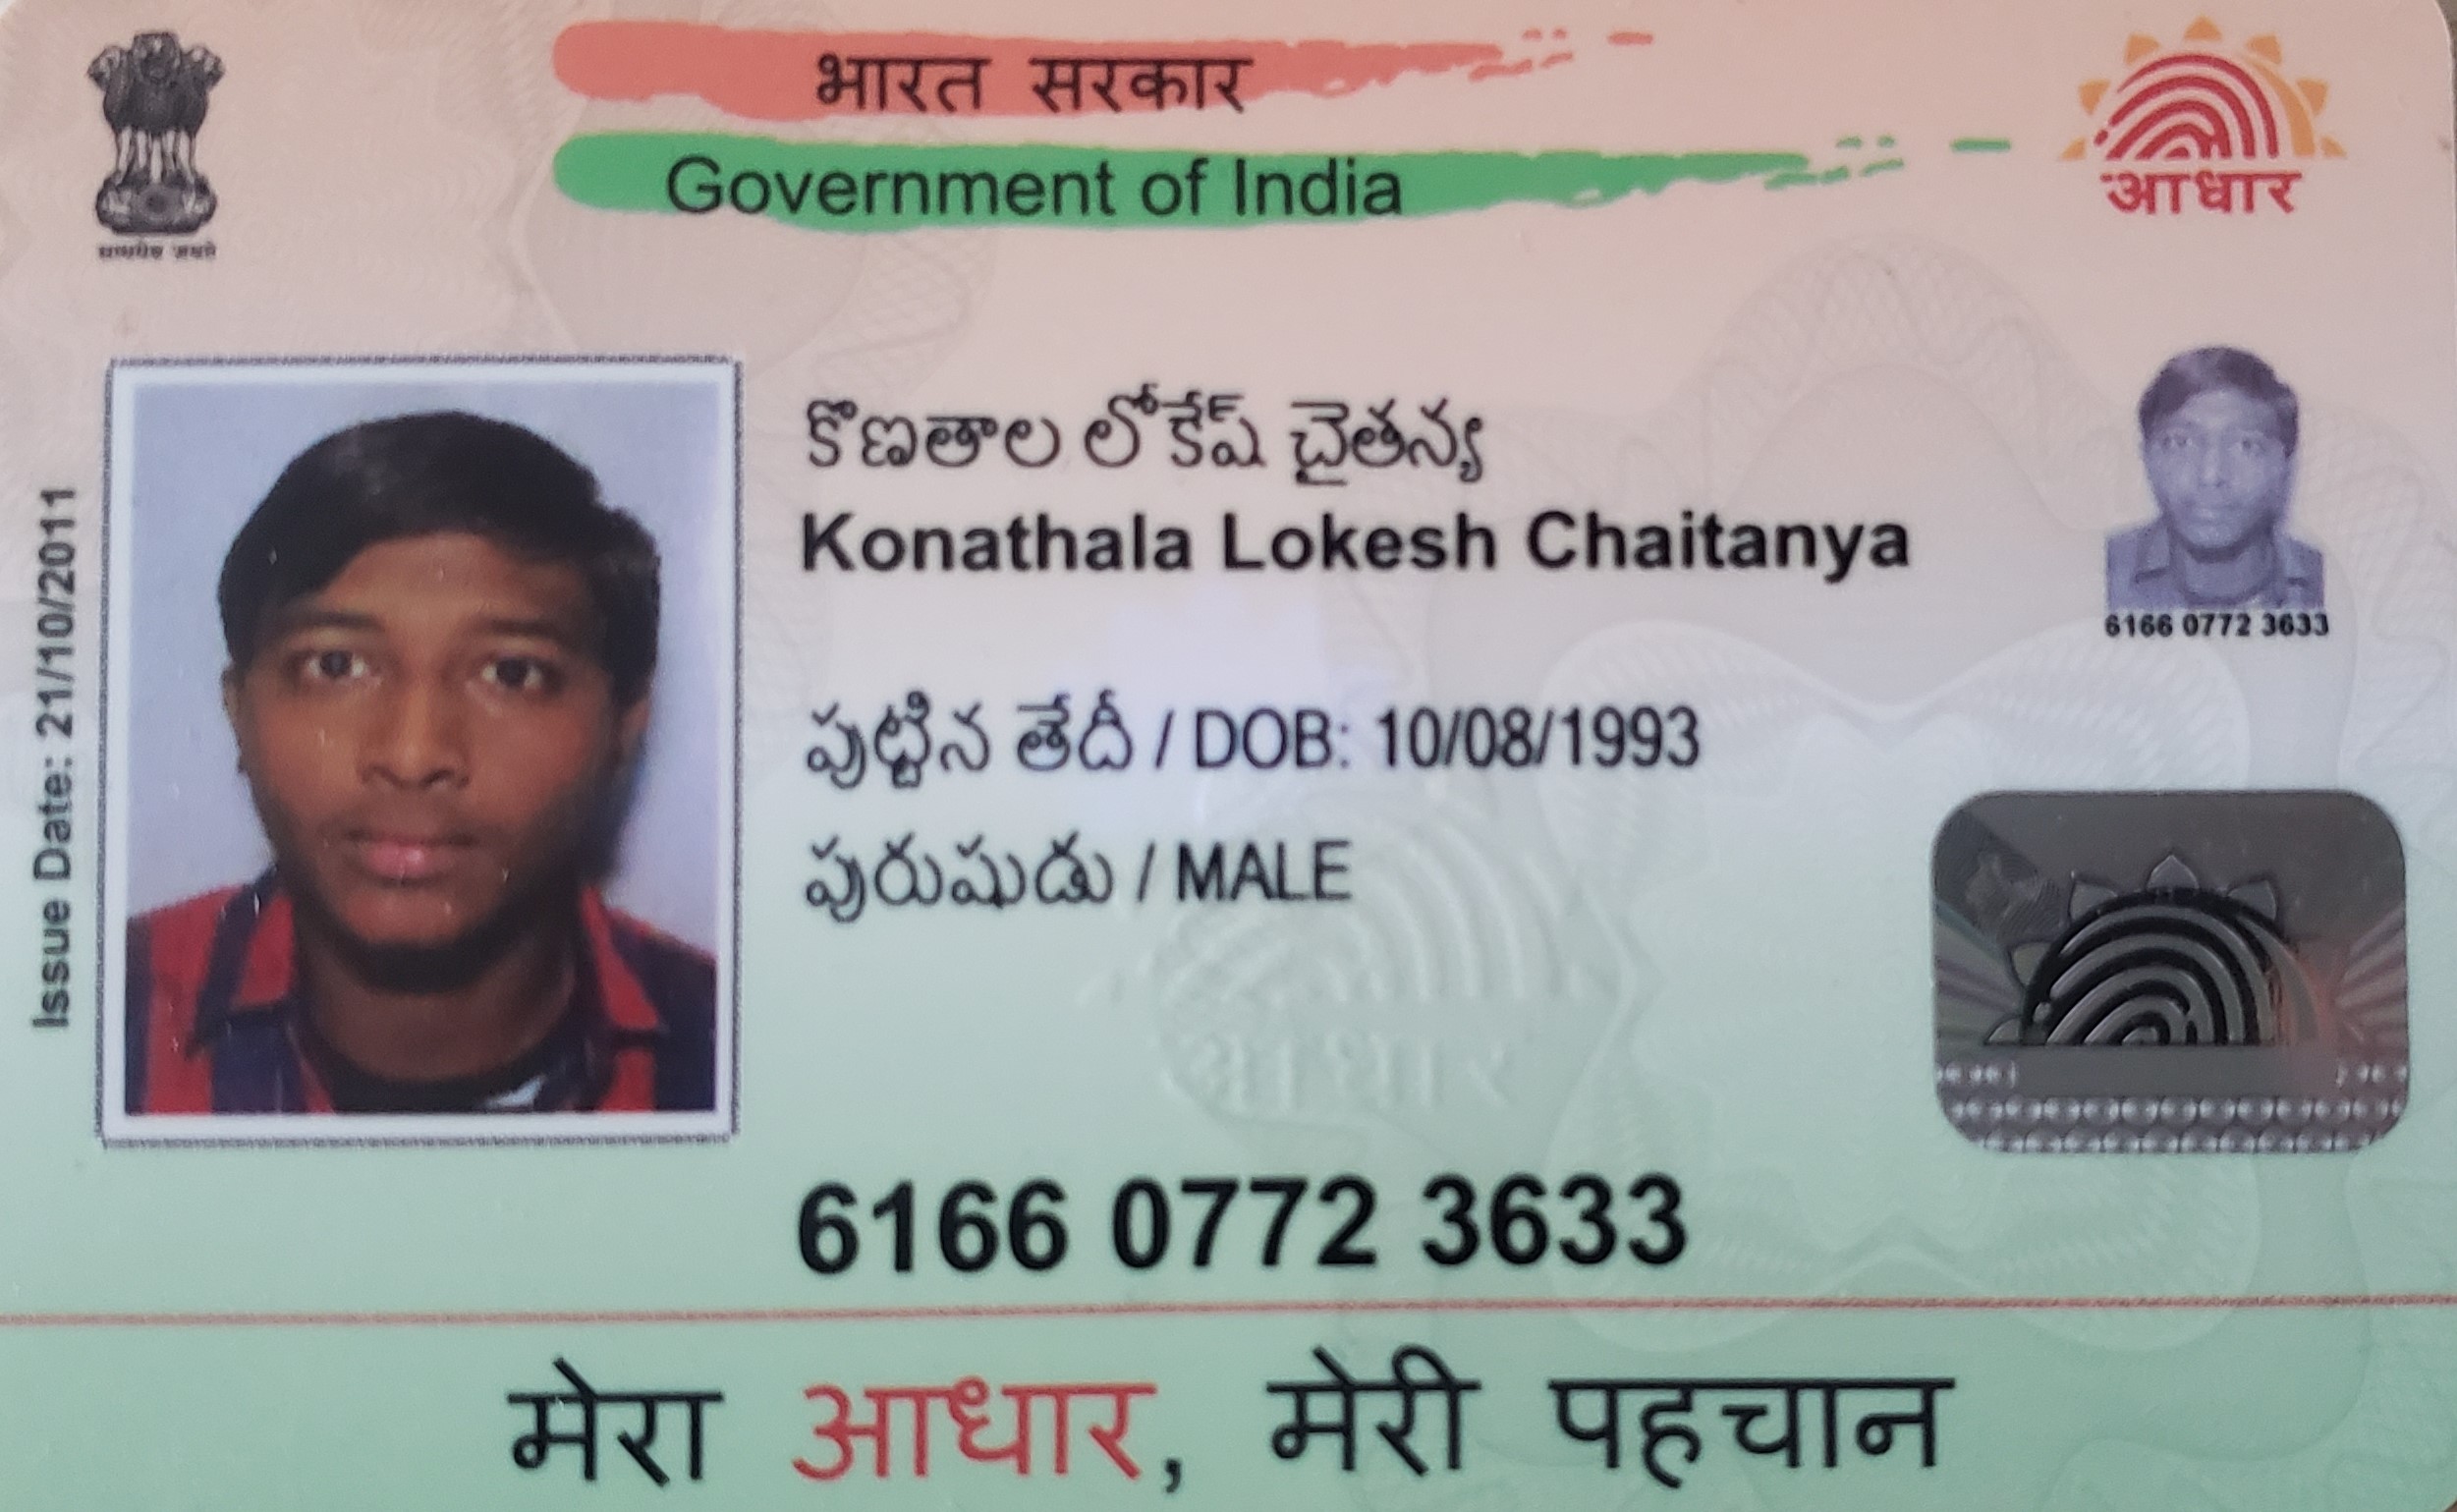 भारत सरकार
Government of India
आधार
सत्यमेव जयते
Issue Date: 21/10/2011
కొణతాల లోకేష్ చైతన్య
Konathala Lokesh Chaitanya
6166 0772 3633
పుట్టిన తేదీ / DOB: 10/08/1993
పురుషుడు / MALE
आधार
6166 0772 3633
मेरा आधार, मेरी पहचान